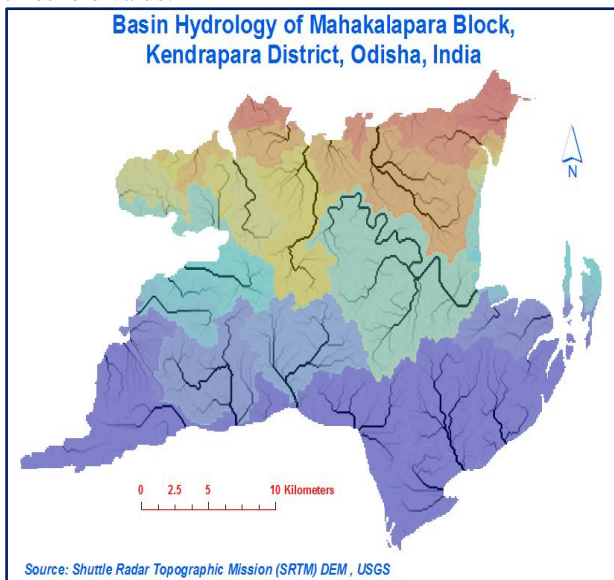 Basin Hydrology of Mahakalapara Block,
Kendrapara District, Odisha, India
N
0 2.5 5 10 Kilometers
Source: Shuttle Radar Topographic Mission (SRTM) DEM , USGS